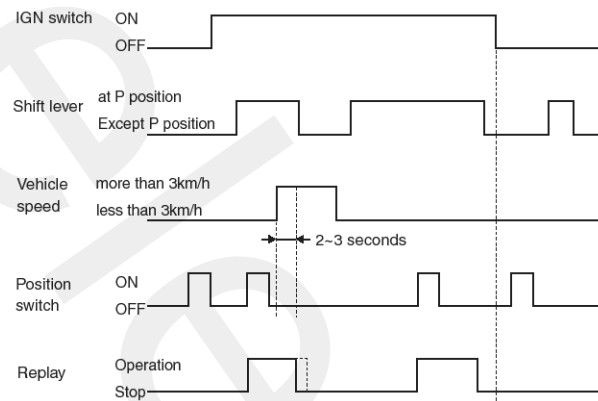 IGN switch ON
OFF
Shift lever at P position
Except P position
Vehicle speed more than 3km/h
less than 3km/h
2~3 seconds
Position switch ON
OFF
Replay Operation
Stop